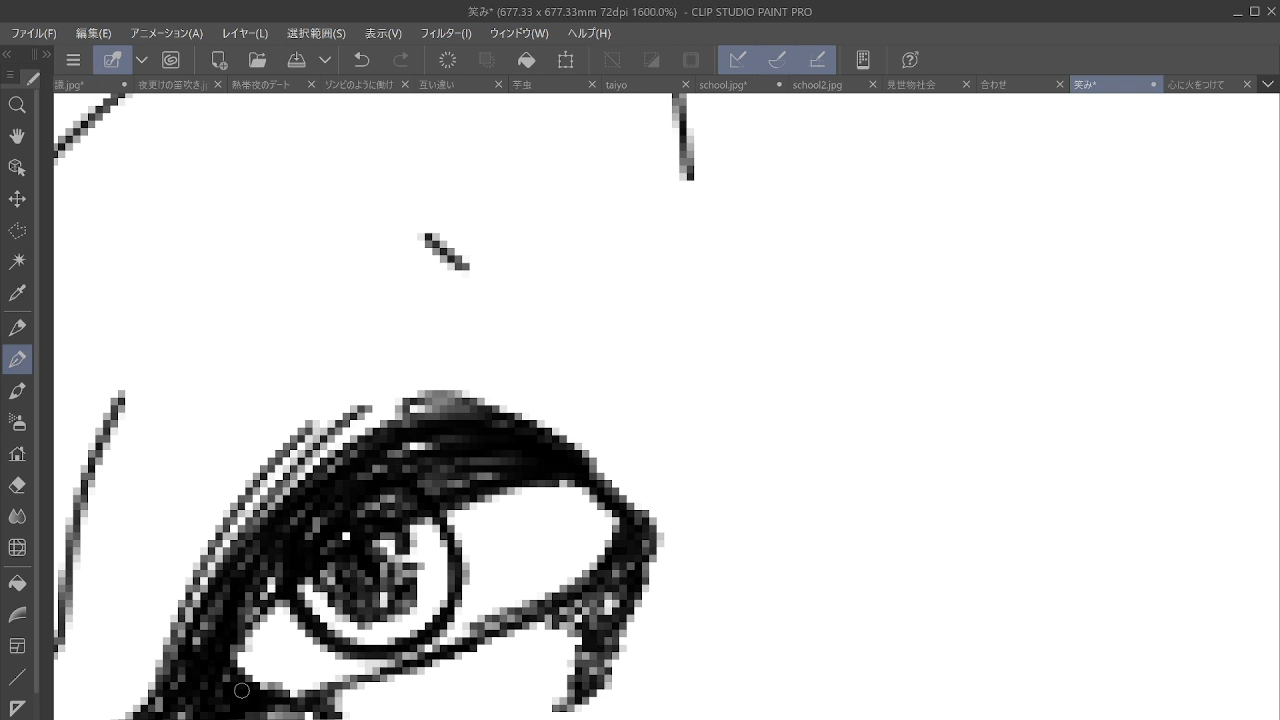 笑み* (677.33 x 677.33mm 72dpi 1600.0%) - CLIP STUDIO PAINT PRO
ファイル(F) 編集(E) アニメーション(A) レイヤー(L) 選択範囲(S) 表示(V) フィルター(I) ウィンドウ(W) ヘルプ(H)
.jpg* 夜更けの笛吹き.jp 熱帯夜のデート ゾンビのように働け 互い違い 芋虫 taiyo school.jpg* school2.jpg 見世物社会 合わせ 笑み* 心に火をつけて